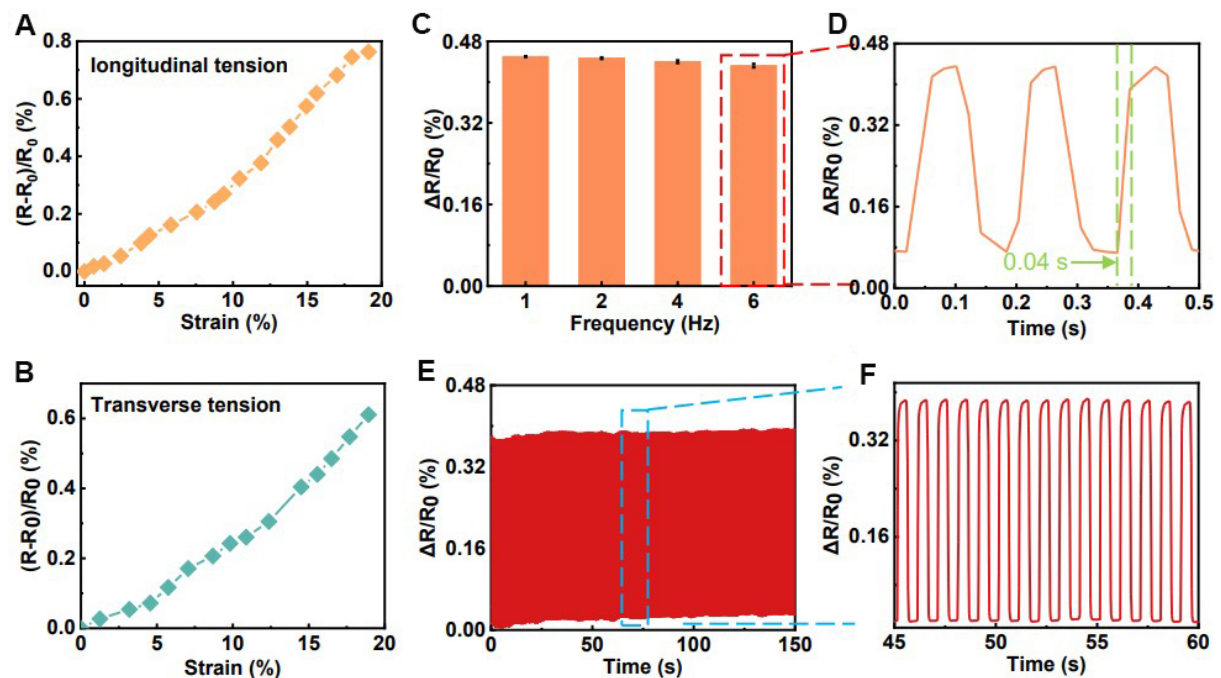 A
(R-R0)/R0 (%)
0.8
0.6
0.4
0.2
0.0
longitudinal tension
0 5 10 15 20
Strain (%)
C
ΔR/R0 (%)
0.48
0.32
0.16
0.00
1 2 4 6
Frequency (Hz)
D
ΔR/R0 (%)
0.48
0.32
0.16
0.00
0.04 s
0.0 0.1 0.2 0.3 0.4 0.5
Time (s)
B
(R-R0)/R0 (%)
0.6
0.4
0.2
0.0
Transverse tension
0 5 10 15 20
Strain (%)
E
ΔR/R0 (%)
0.48
0.32
0.16
0.00
0 50 100 150
Time (s)
F
ΔR/R0 (%)
0.32
0.16
45 50 55 60
Time (s)